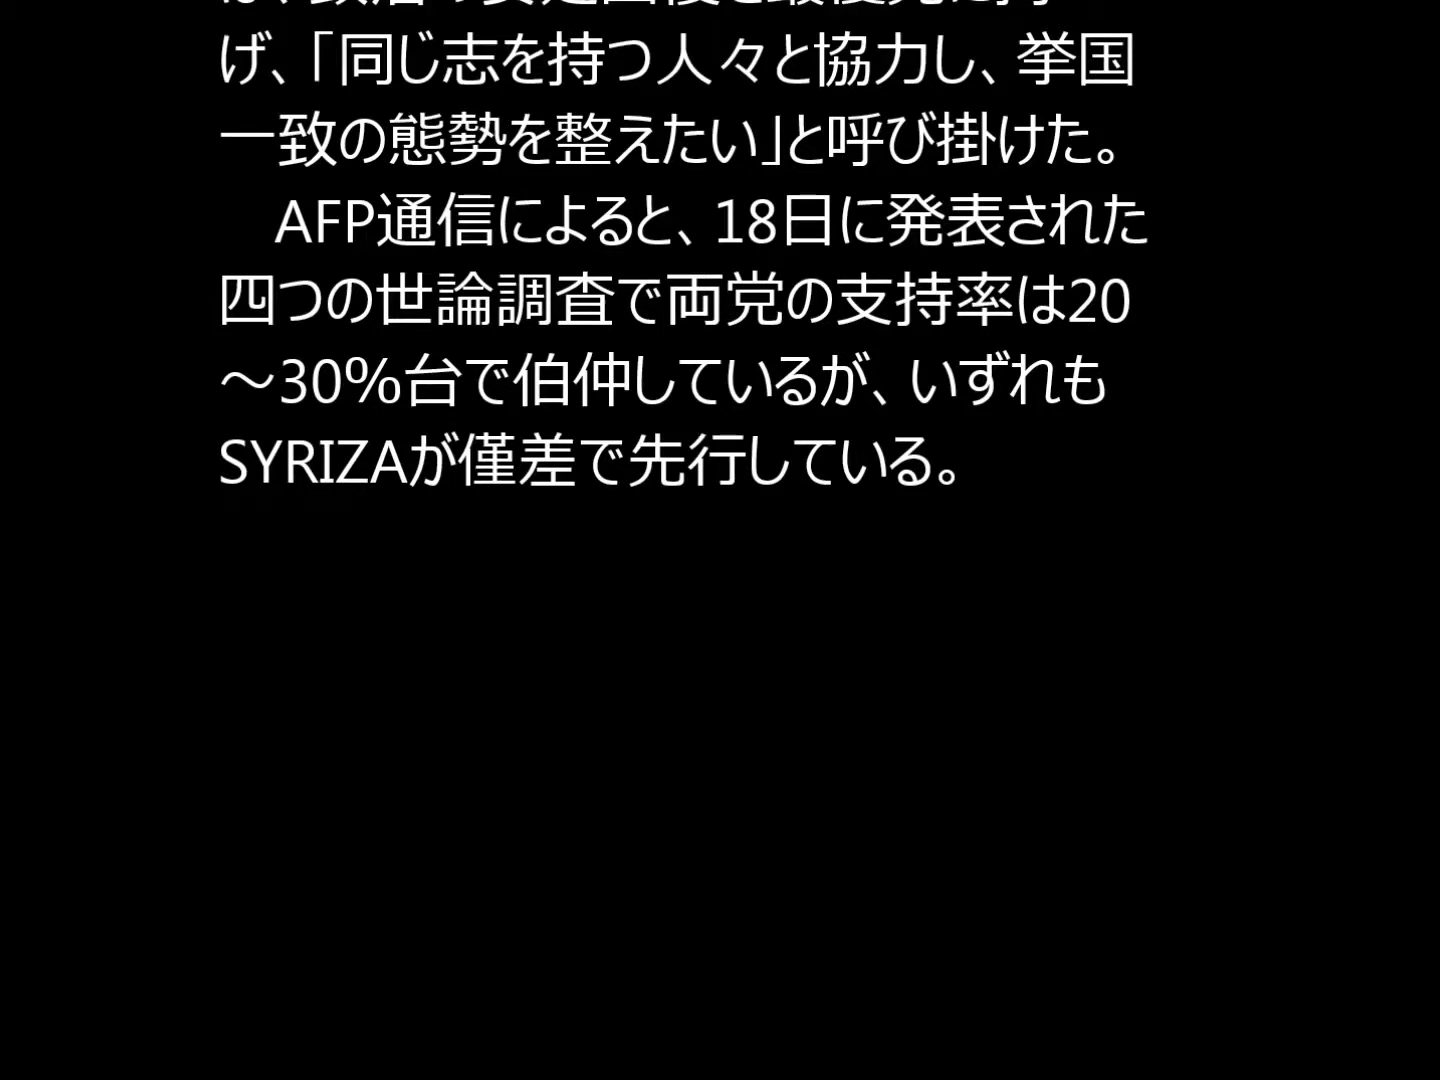 げ、「同じ志を持つ人々と協力し、挙国
一致の態勢を整えたい」と呼び掛けた。
　AFP通信によると、18日に発表された
四つの世論調査で両党の支持率は20
～30％台で伯仲しているが、いずれも
SYRIZAが僅差で先行している。